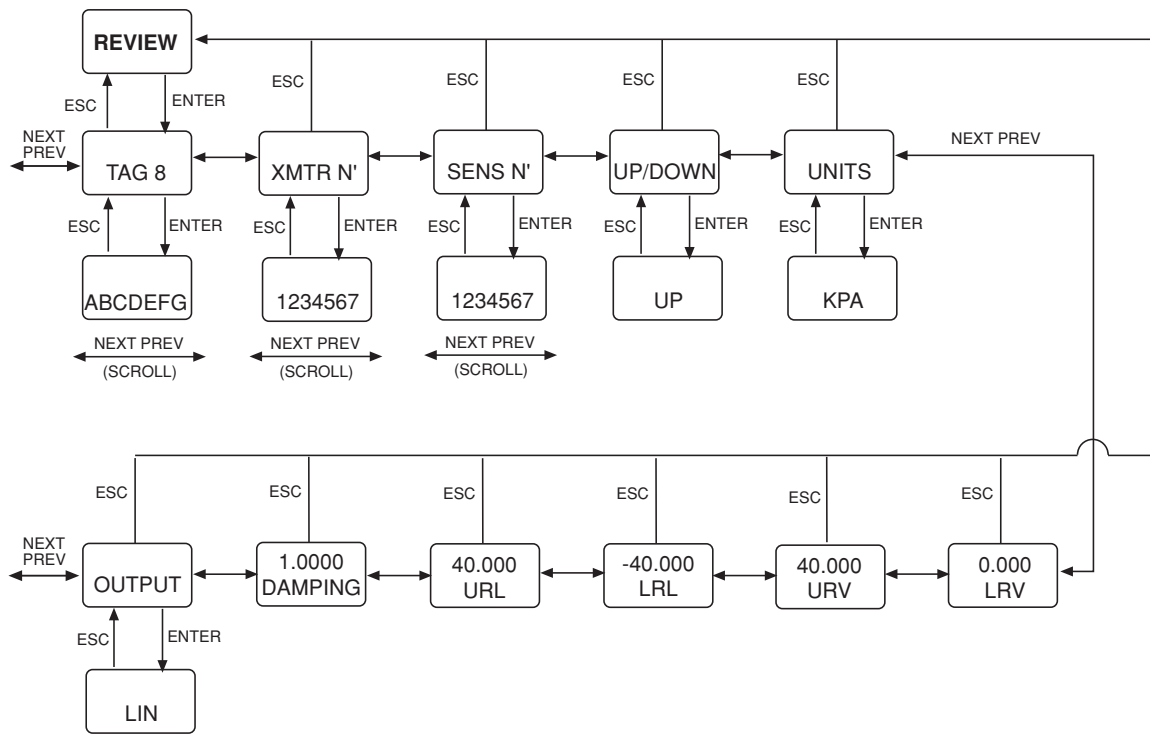 REVIEW
ESC
ENTER
ESC
ESC
ESC
ESC
NEXT
PREV
TAG 8
XMTR N'
SENS N'
UP/DOWN
UNITS
NEXT PREV
ESC
ENTER
ESC
ENTER
ESC
ENTER
ESC
ENTER
ESC
ENTER
ABCDEFG
1234567
1234567
UP
KPA
NEXT PREV
(SCROLL)
NEXT PREV
(SCROLL)
NEXT PREV
(SCROLL)
ESC
ESC
ESC
ESC
ESC
ESC
NEXT
PREV
OUTPUT
1.0000
DAMPING
40.000
URL
-40.000
LRL
40.000
URV
0.000
LRV
ESC
ENTER
LIN